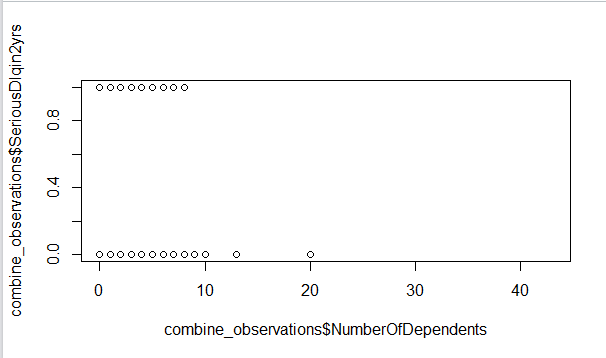 combine_observations$SeriousDlqin2yrs
0.8
0.4
0.0
0 10 20 30 40
combine_observations$NumberOfDependents